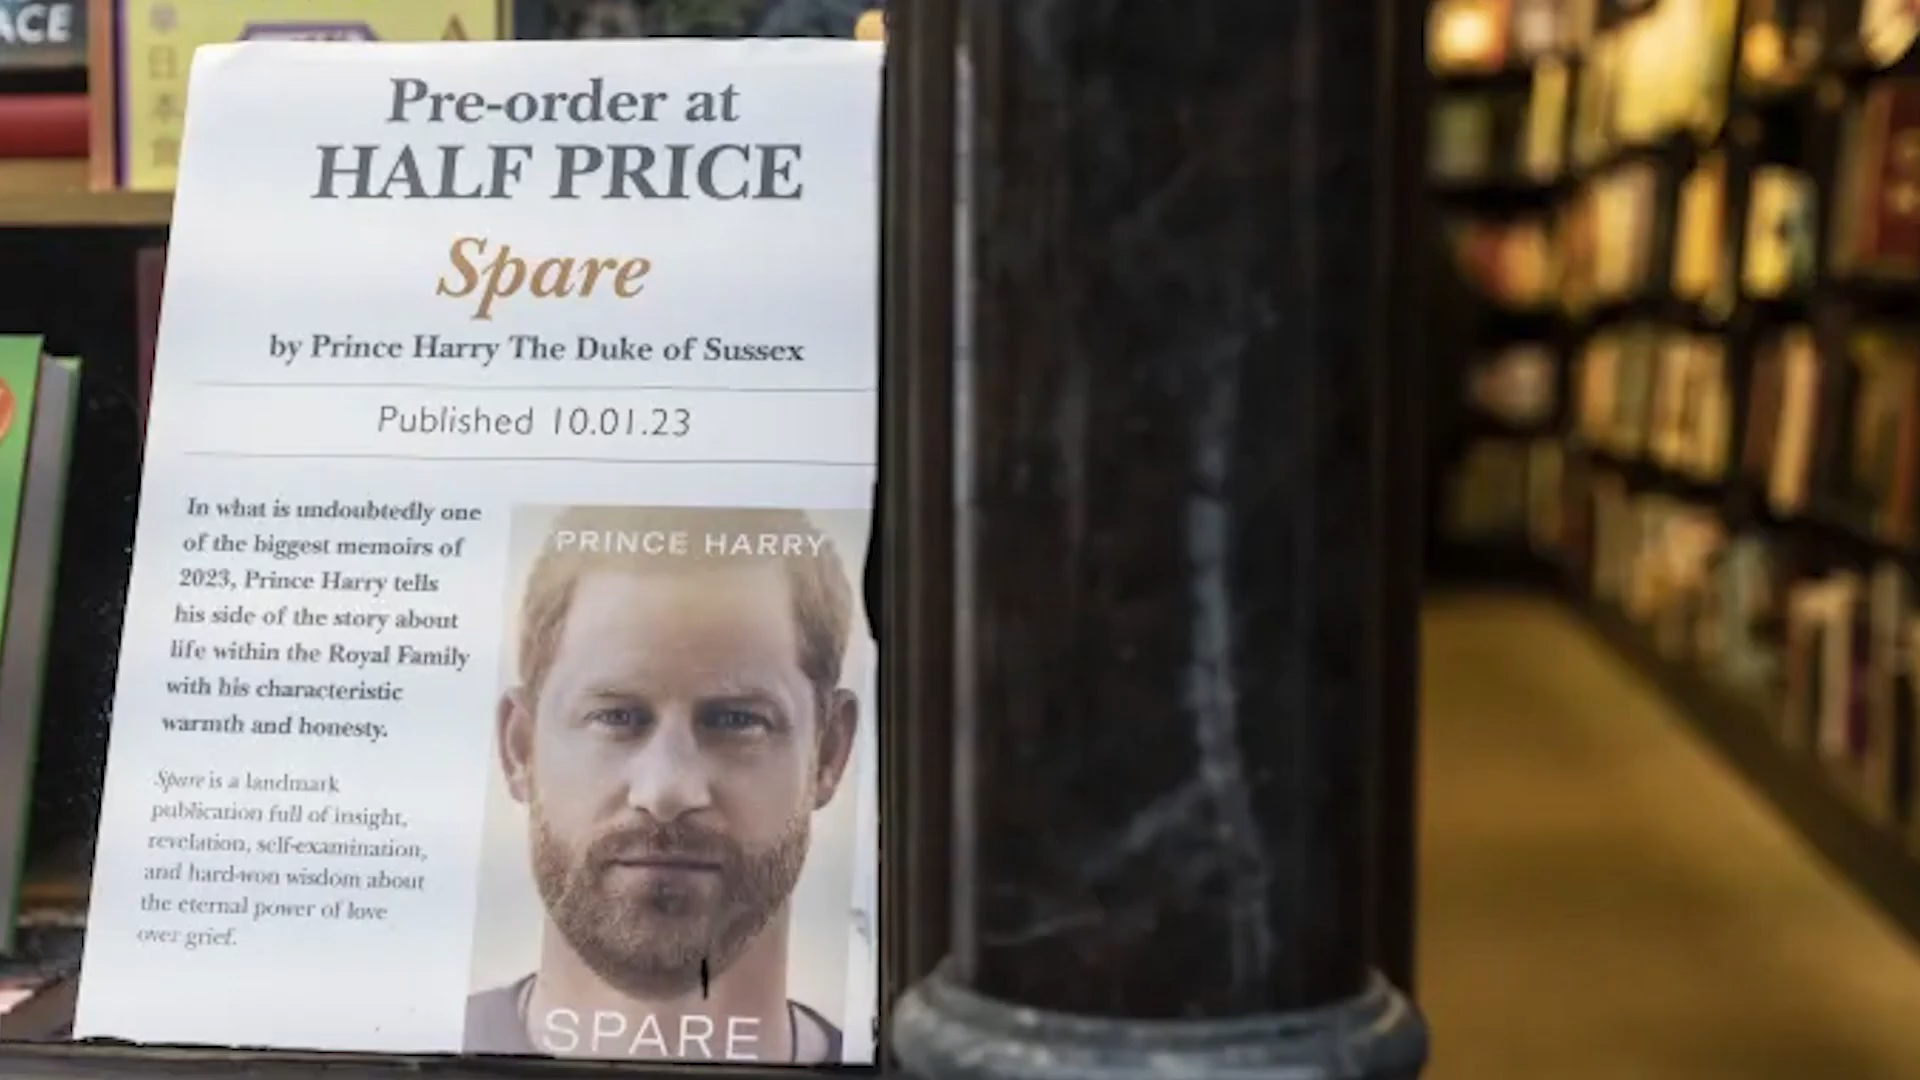 ACE
Pre-order at
HALF PRICE
Spare
by Prince Harry The Duke of Sussex
Published 10.01.23
In what is undoubtedly one
of the biggest memoirs of
2023, Prince Harry tells
his side of the story about
life within the Royal Family
with his characteristic
warmth and honesty.
Spare is a landmark
publication full of insight,
revelation, self-examination,
and hard-won wisdom about
the eternal power of love
over grief.
PRINCE HARRY
SPARE